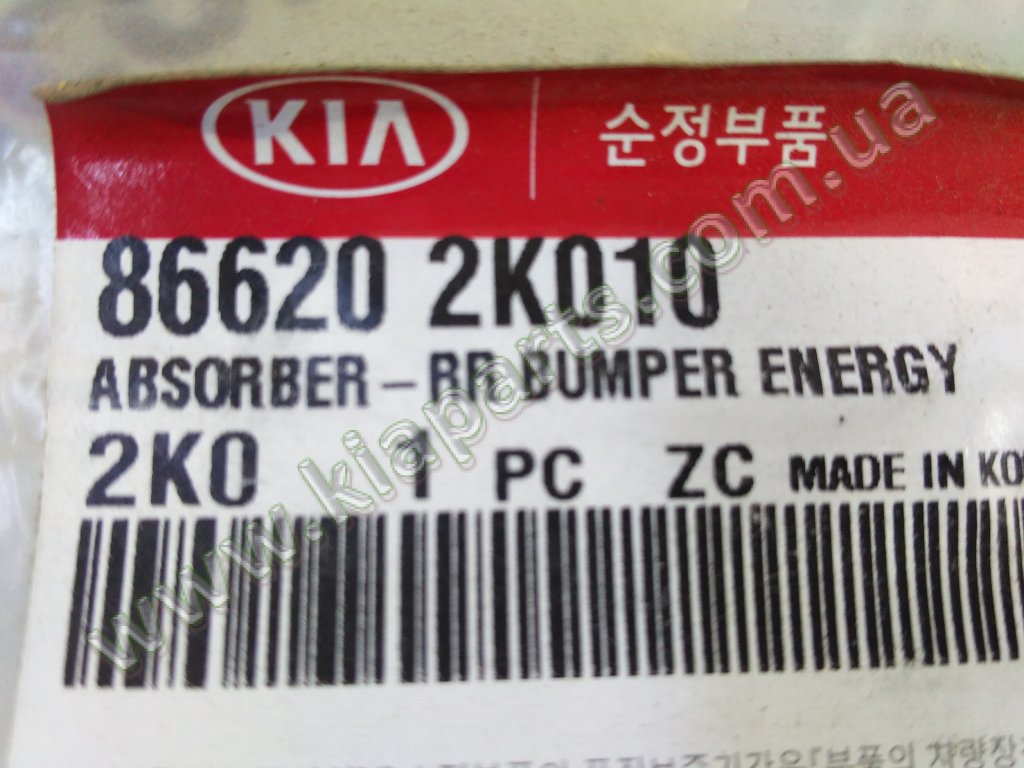 KIA 순정부품
86620 2K010
ABSORBER-RR BUMPER ENERGY
2K0 1 PC ZC MADE IN KO
www.kiaparts.com.ua